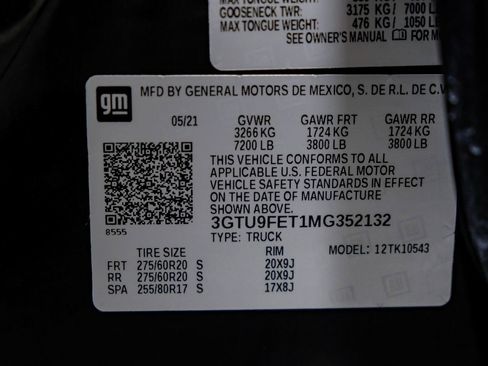 MAX TONGUE WEIGHT:
GOOSENECK TWR: 3175 KG / 7000 LB
MAX TONGUE WEIGHT: 476 KG / 1050 LB
SEE OWNER'S MANUAL FOR
gm
MFD BY GENERAL MOTORS DE MEXICO, S. DE R.L. DE C.V.
05/21 GVWR GAWR FRT GAWR RR
3266 KG 1724 KG 1724 KG
7200 LB 3800 LB 3800 LB
THIS VEHICLE CONFORMS TO ALL
APPLICABLE U.S. FEDERAL MOTOR
VEHICLE SAFETY STANDARDS IN EFFECT
ON THE DATE OF MANUFACTURE
SHOWN ABOVE.
8555 3GTU9FET1MG352132
TYPE: TRUCK MODEL: 12TK10543
TIRE SIZE RIM
FRT 275/60R20 S 20X9J
RR 275/60R20 S 20X9J
SPA 255/80R17 S 17X8J